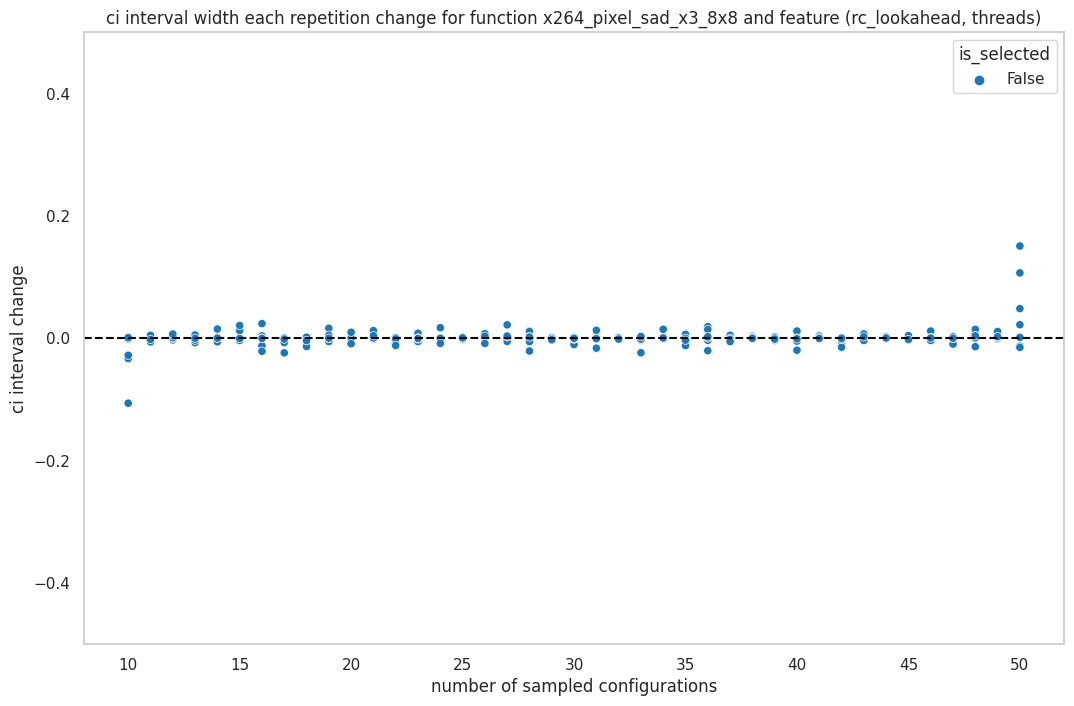 ci interval width each repetition change for function x264_pixel_sad_x3_8x8 and feature (rc_lookahead, threads)
is_selected
False
ci interval change
0.4
0.2
0.0
−0.2
−0.4
10 15 20 25 30 35 40 45 50
number of sampled configurations